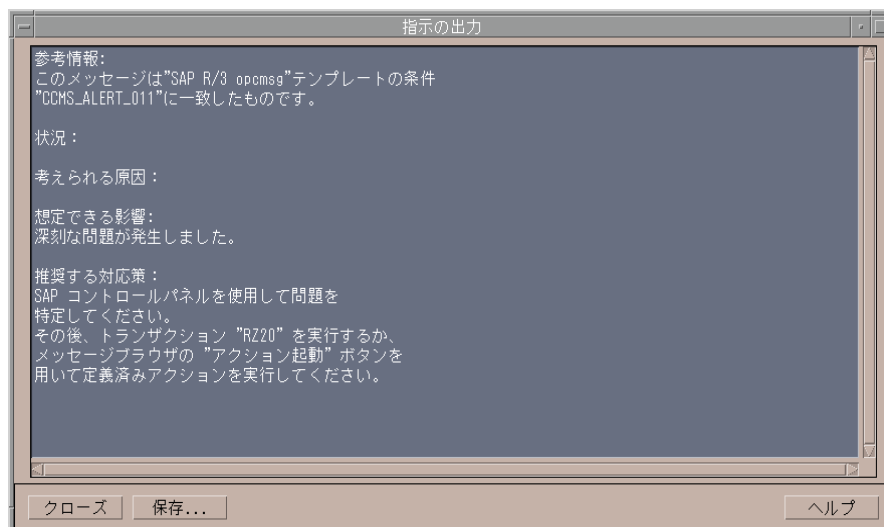 指示の出力
参考情報:
このメッセージは"SAP R/3 opcmsg"テンプレートの条件
"CCMS_ALERT_011"に一致したものです。
状況：
考えられる原因：
想定できる影響:
深刻な問題が発生しました。
推奨する対応策：
SAP コントロールパネルを使用して問題を
特定してください。
その後、トランザクション "RZ20" を実行するか、
メッセージブラウザの "アクション起動" ボタンを
用いて定義済みアクションを実行してください。
クローズ
保存...
ヘルプ